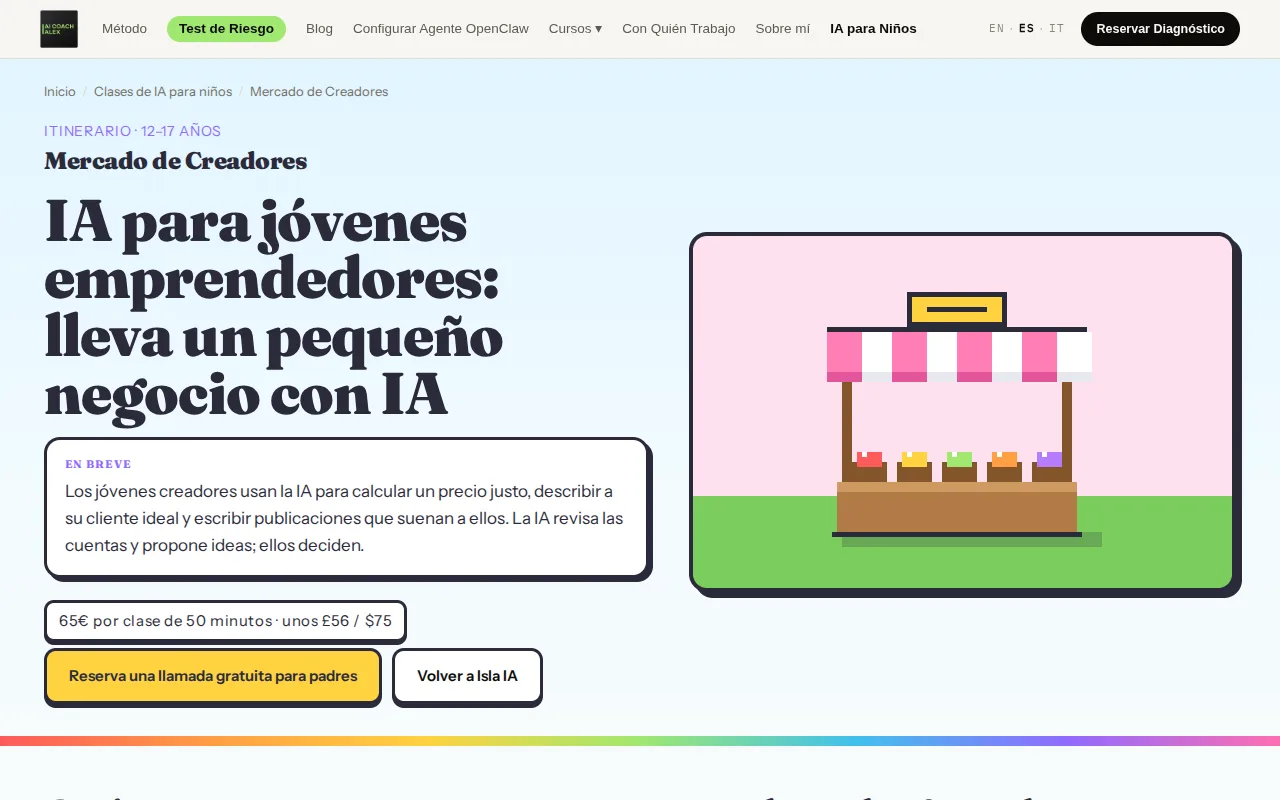 AI COACH
ALEX
Método
Test de Riesgo
Blog
Configurar Agente OpenClaw
Cursos ▾
Con Quién Trabajo
Sobre mí
IA para Niños
EN · ES · IT
Reservar Diagnóstico
Inicio / Clases de IA para niños / Mercado de Creadores
ITINERARIO · 12–17 AÑOS
Mercado de Creadores
IA para jóvenes
emprendedores:
lleva un pequeño
negocio con IA
EN BREVE
Los jóvenes creadores usan la IA para calcular un precio justo, describir a
su cliente ideal y escribir publicaciones que suenan a ellos. La IA revisa las
cuentas y propone ideas; ellos deciden.
65€ por clase de 50 minutos · unos £56 / $75
Reserva una llamada gratuita para padres
Volver a Isla IA